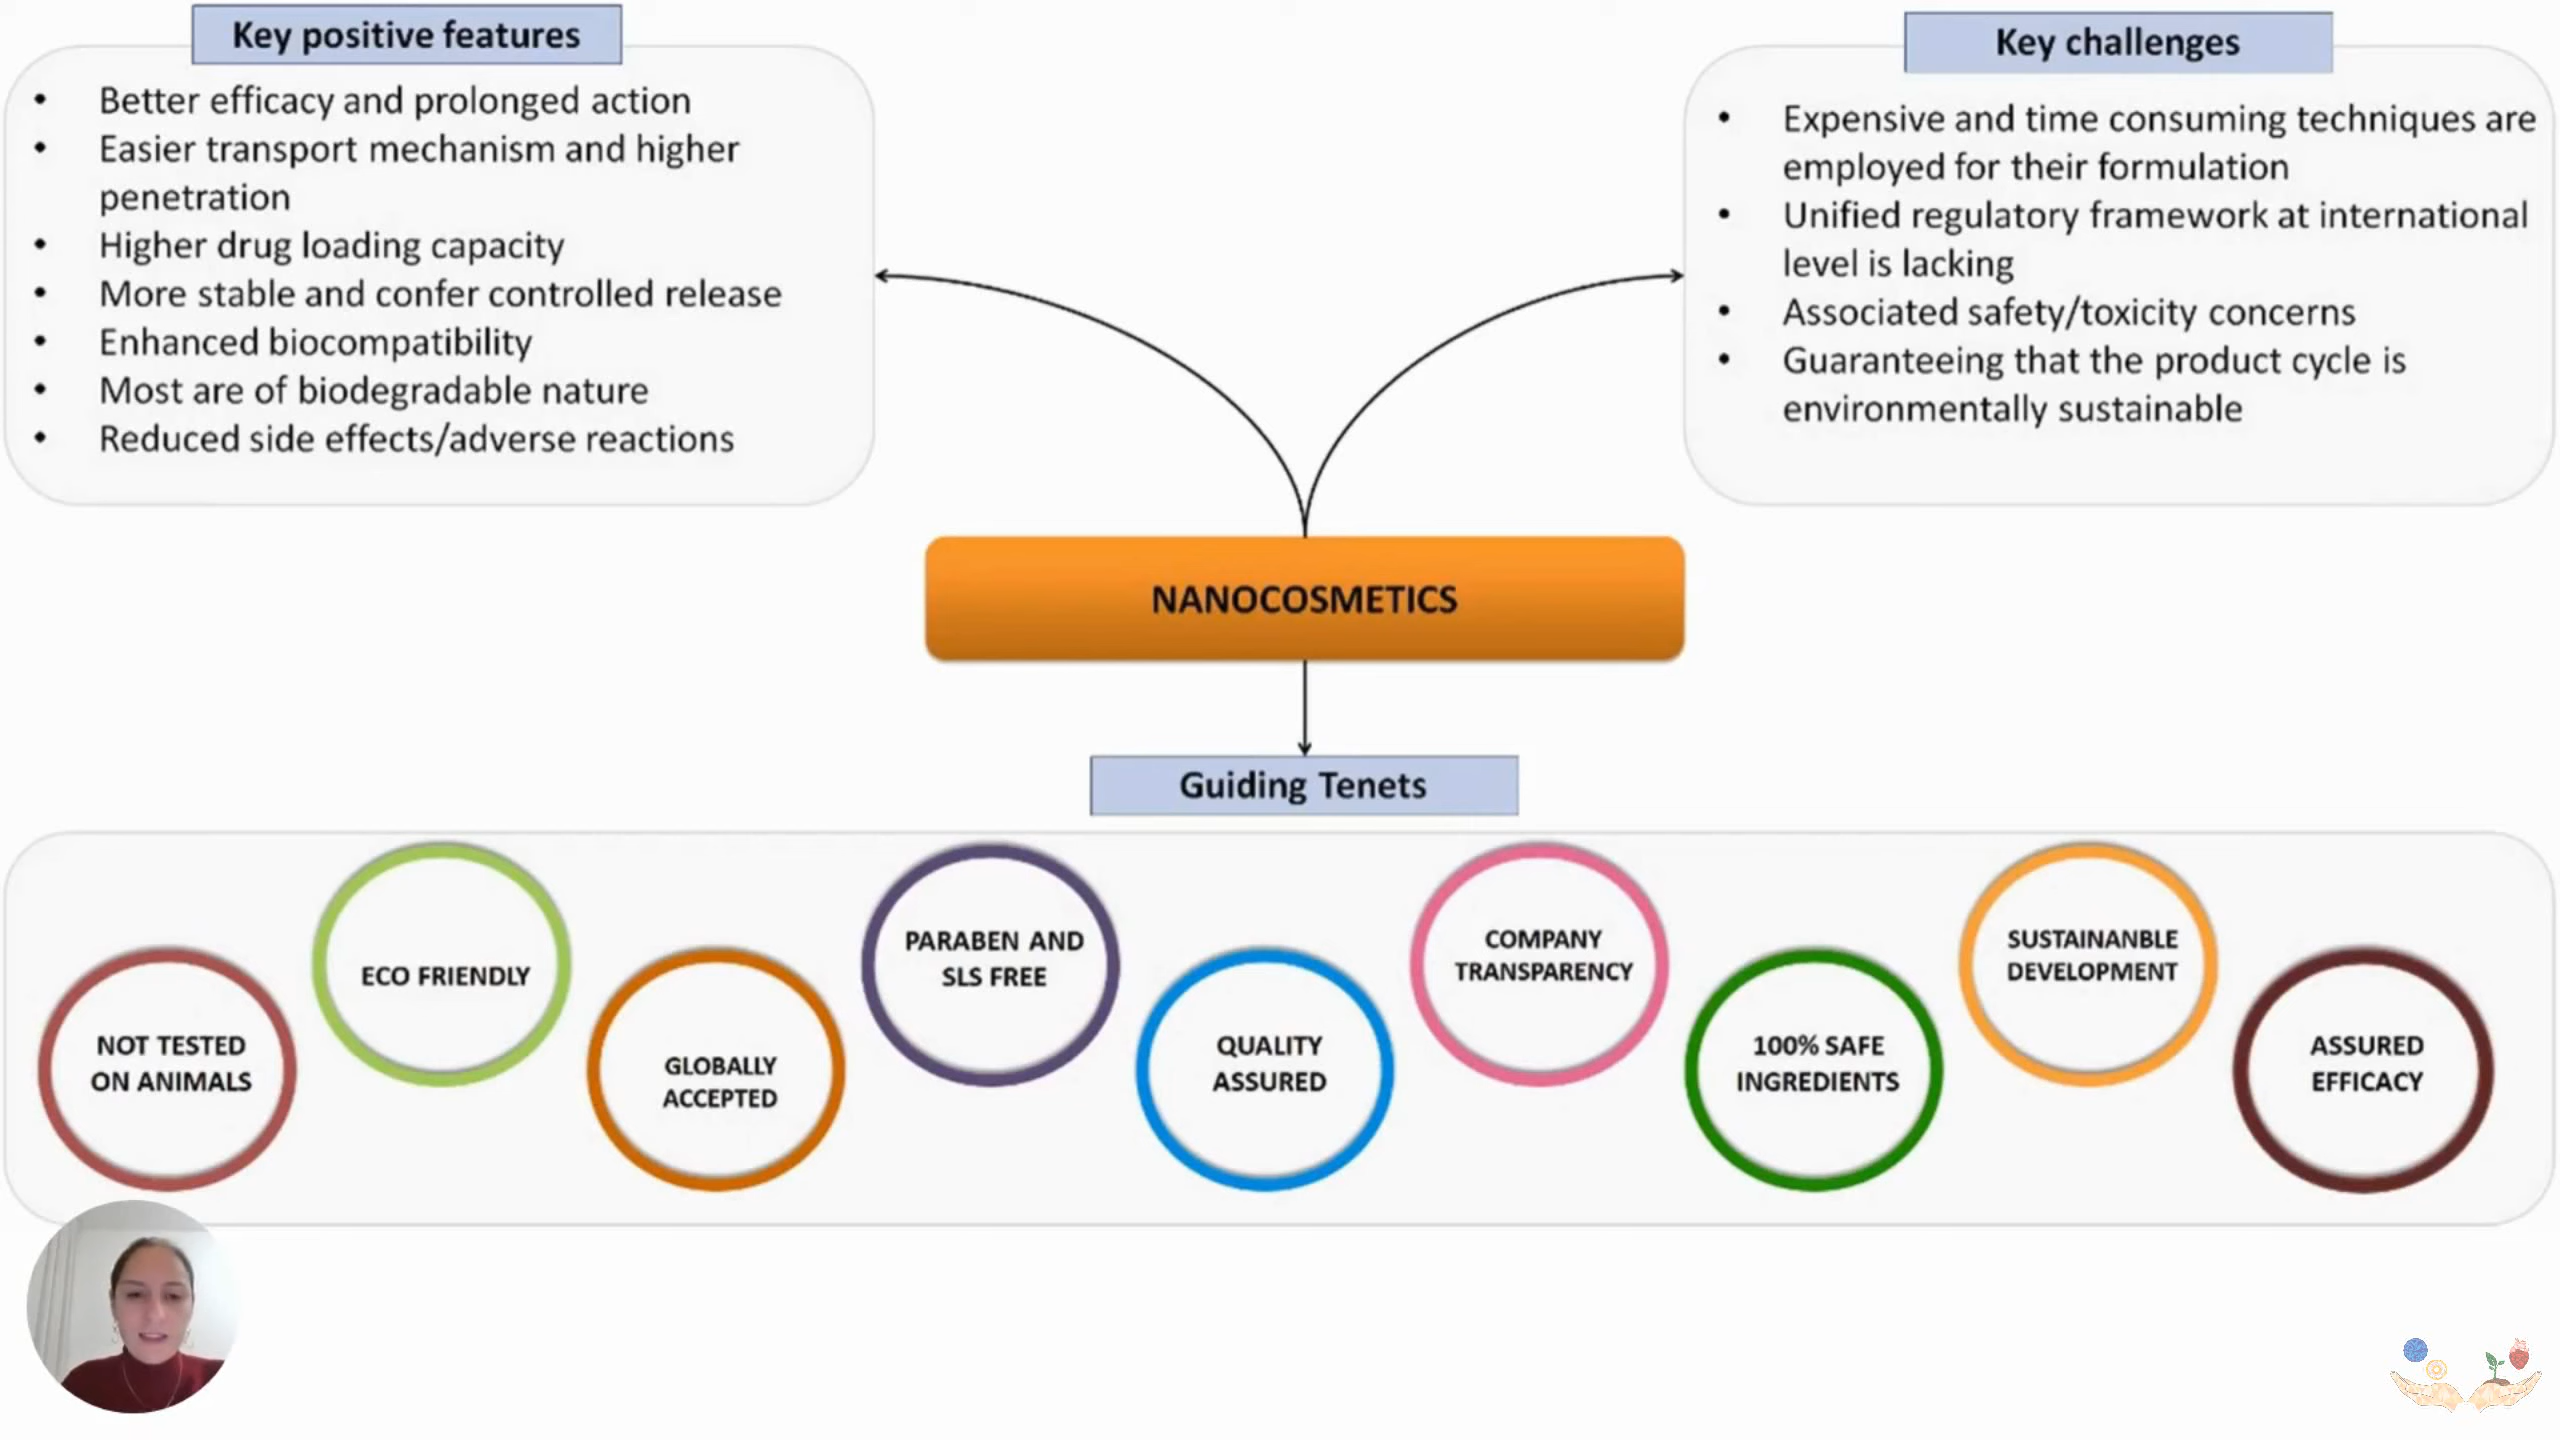 Key positive features
• Better efficacy and prolonged action
• Easier transport mechanism and higher
penetration
• Higher drug loading capacity
• More stable and confer controlled release
• Enhanced biocompatibility
• Most are of biodegradable nature
• Reduced side effects/adverse reactions
Key challenges
• Expensive and time consuming techniques are
employed for their formulation
• Unified regulatory framework at international
level is lacking
• Associated safety/toxicity concerns
• Guaranteeing that the product cycle is
environmentally sustainable
NANOCOSMETICS
Guiding Tenets
NOT TESTED
ON ANIMALS
ECO FRIENDLY
GLOBALLY
ACCEPTED
PARABEN AND
SLS FREE
QUALITY
ASSURED
COMPANY
TRANSPARENCY
100% SAFE
INGREDIENTS
SUSTAINANBLE
DEVELOPMENT
ASSURED
EFFICACY